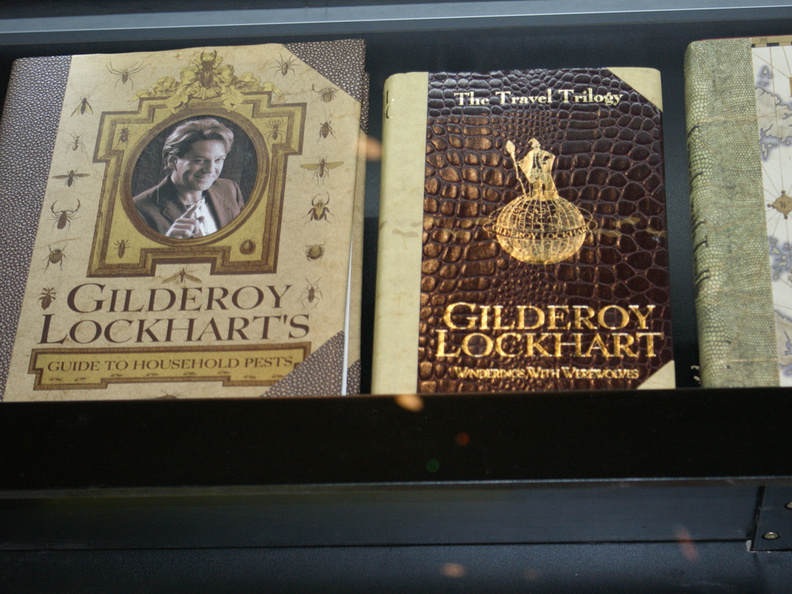 GILDEROY
LOCKHART'S
GUIDE TO HOUSEHOLD PESTS
The Travel Trilogy
GILDEROY
LOCKHART
WANDERINGS WITH WEREWOLVES